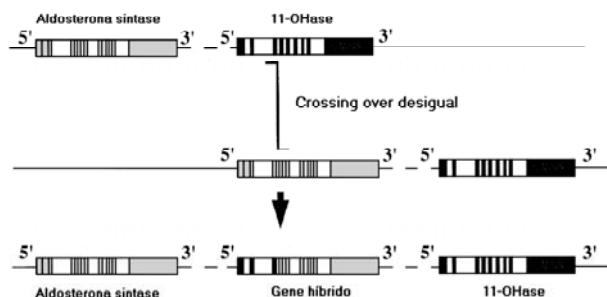 Aldosterona sintase 11-OHase
5' 3' 5' 3'
Crossing over desigual
5' 3' 5' 3'
5' 3' 5' 3' 5' 3'
Aldosterona sintase Gene híbrido 11-OHase